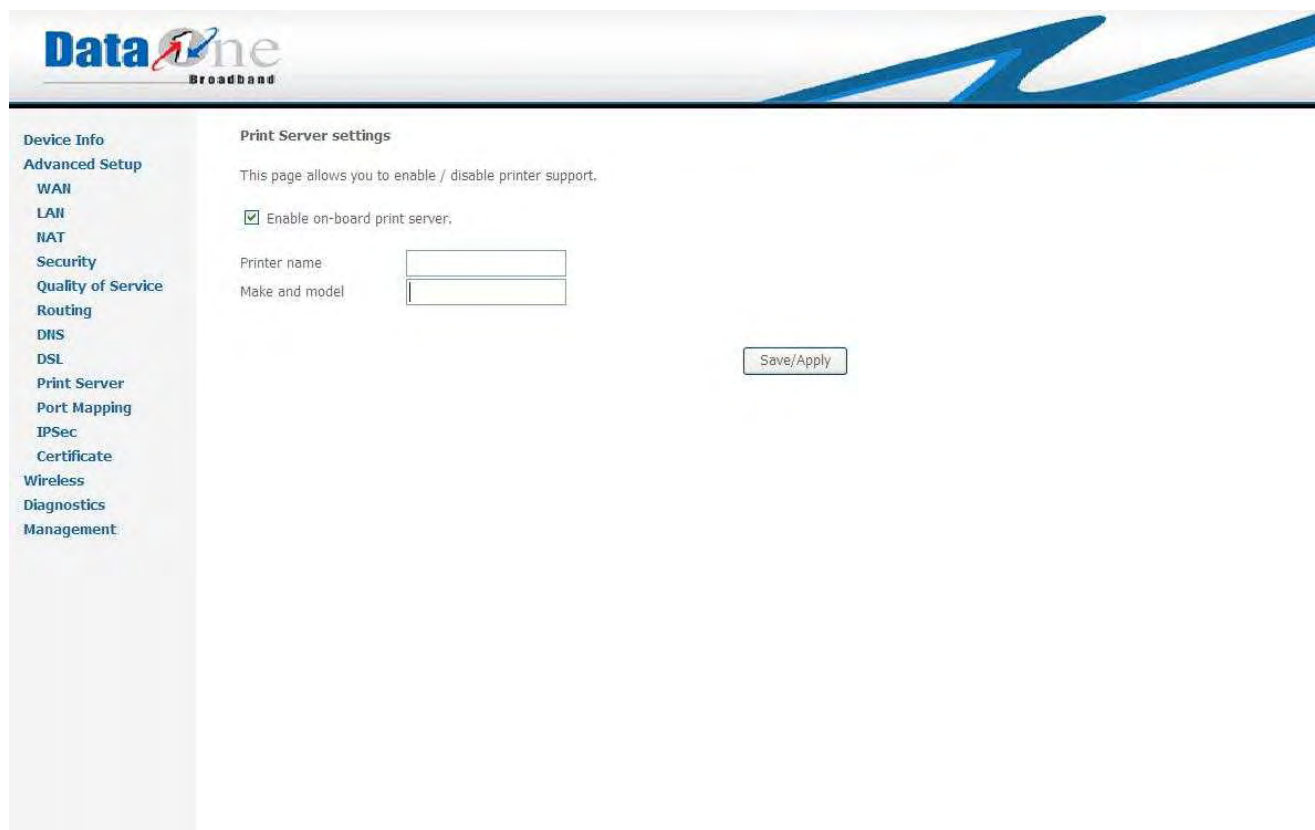 Data One
Broadband
Device Info
Advanced Setup
WAN
LAN
NAT
Security
Quality of Service
Routing
DNS
DSL
Print Server
Port Mapping
IPSec
Certificate
Wireless
Diagnostics
Management
Print Server settings
This page allows you to enable / disable printer support.
Enable on-board print server.
Printer name
Make and model
Save/Apply